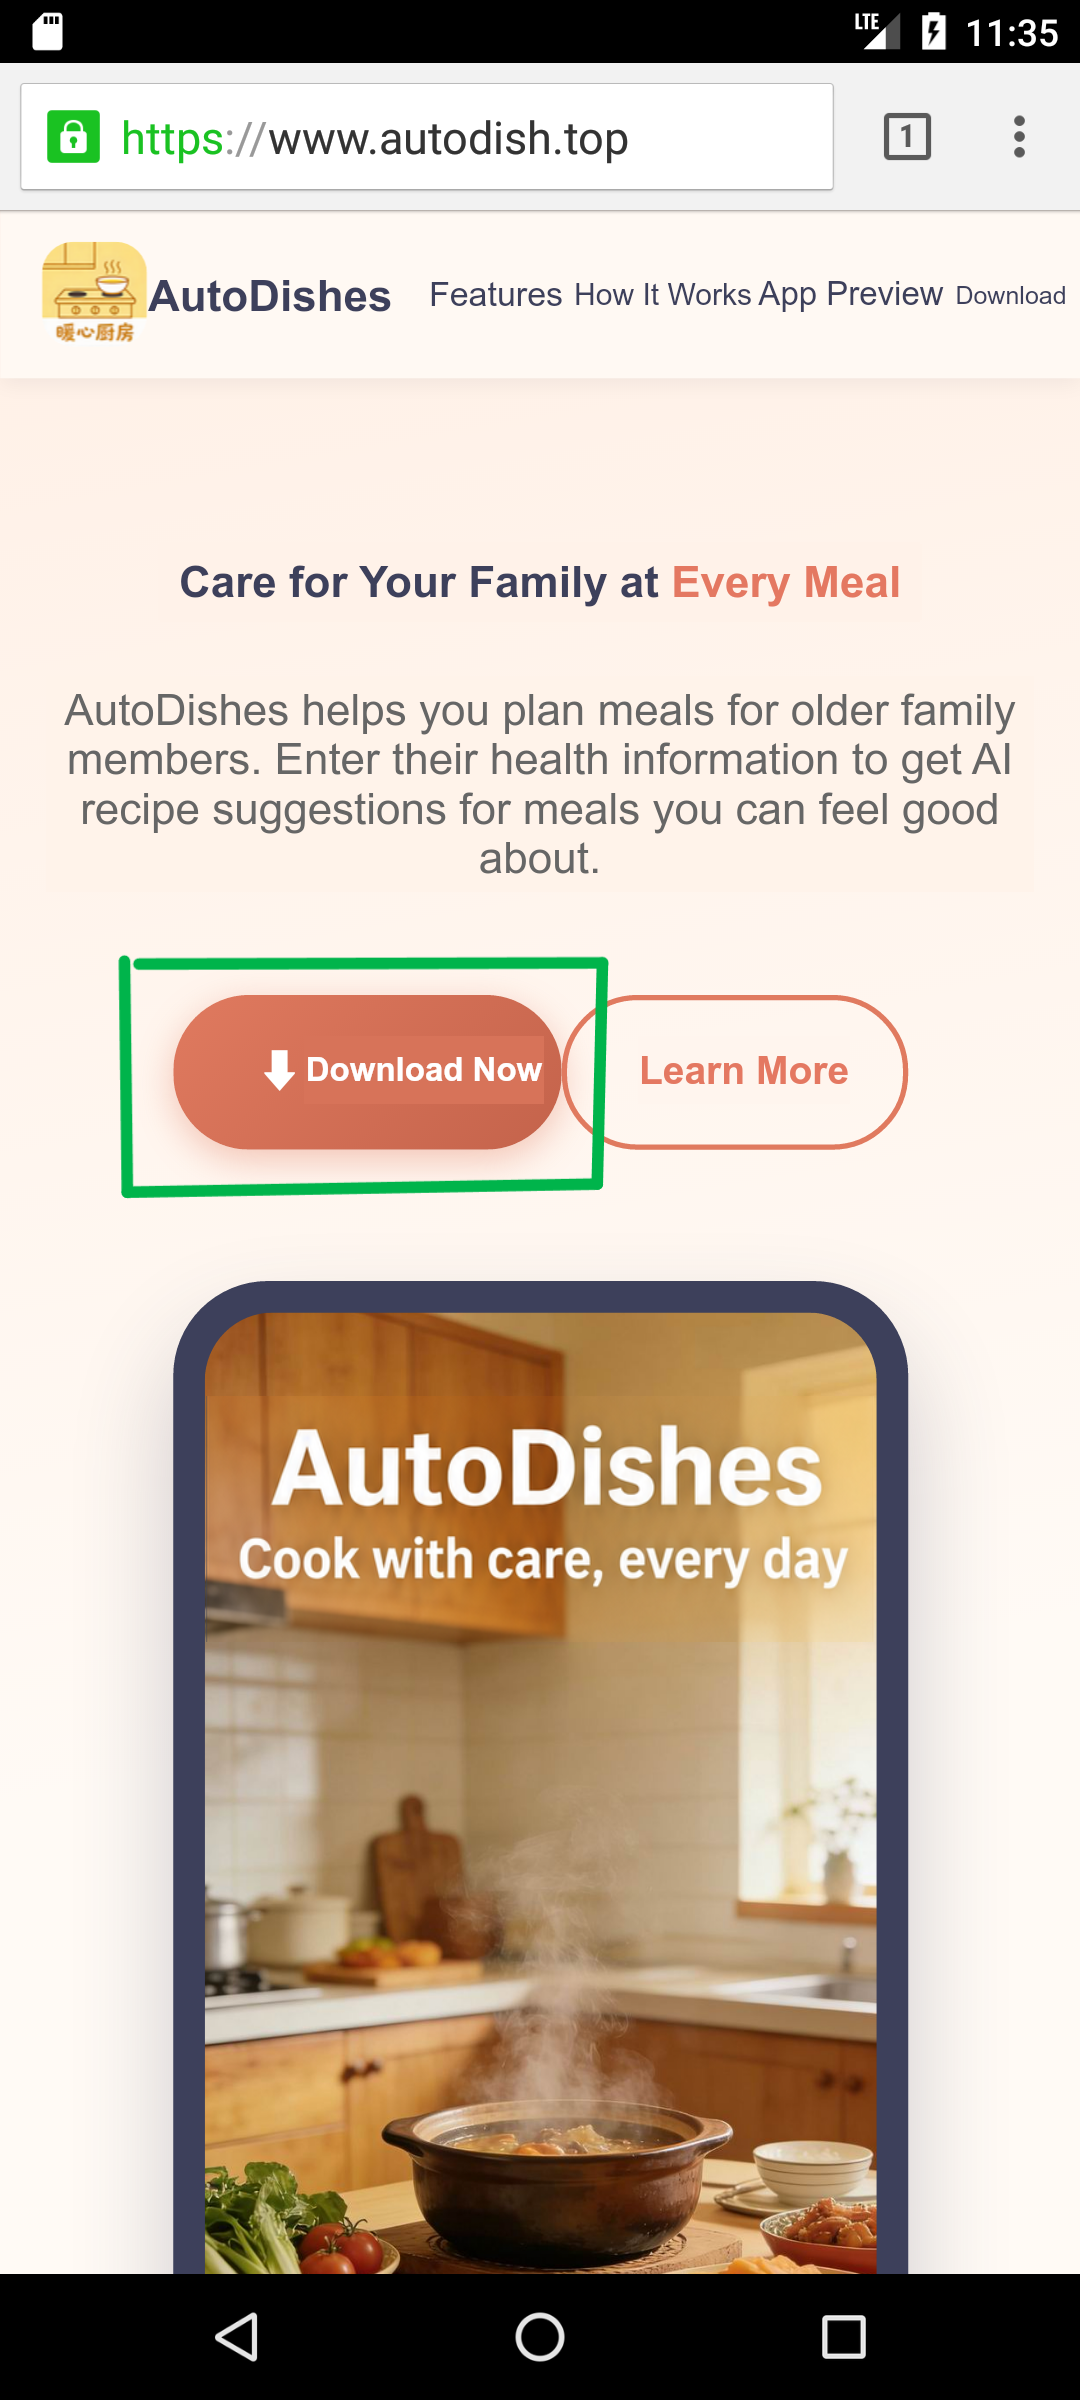 LTE 11:35
https://www.autodish.top
1
暖心厨房
AutoDishes
Features How It Works App Preview Download
Care for Your Family at Every Meal
AutoDishes helps you plan meals for older family
members. Enter their health information to get AI
recipe suggestions for meals you can feel good
about.
Download Now
Learn More
AutoDishes
Cook with care, every day